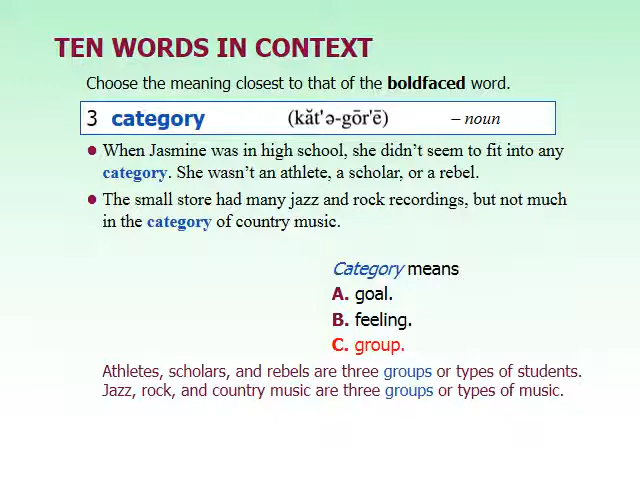 TEN WORDS IN CONTEXT
Choose the meaning closest to that of the boldfaced word.
3 category (kăt'ə-gôr'ē) – noun
• When Jasmine was in high school, she didn't seem to fit into any
category. She wasn't an athlete, a scholar, or a rebel.
• The small store had many jazz and rock recordings, but not much
in the category of country music.
Category means
A. goal.
B. feeling.
C. group.
Athletes, scholars, and rebels are three groups or types of students.
Jazz, rock, and country music are three groups or types of music.